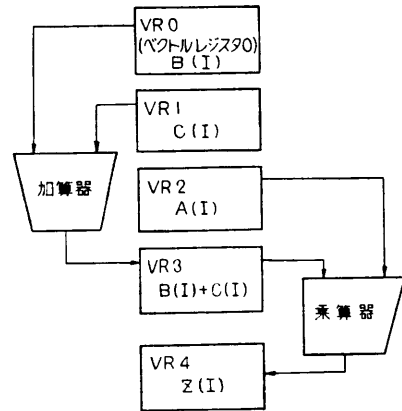 VR0
(ベクトルレジスタ0)
B(I)
VR1
C(I)
加算器
VR2
A(I)
VR3
B(I)+C(I)
乗算器
VR4
Z(I)